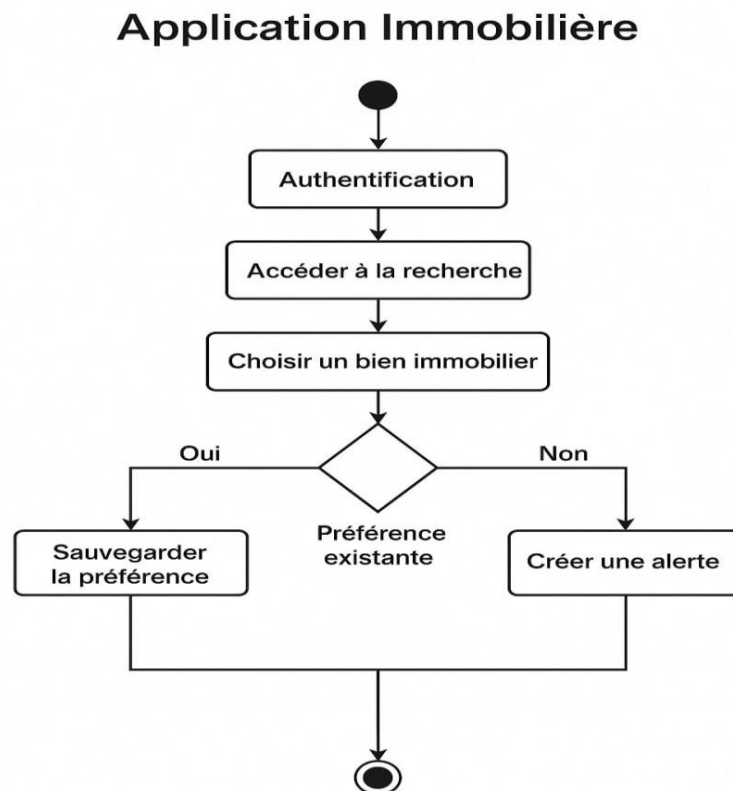 Application Immobilière
Authentification
Accéder à la recherche
Choisir un bien immobilier
Oui
Non
Préférence
existante
Sauvegarder
la préférence
Créer une alerte